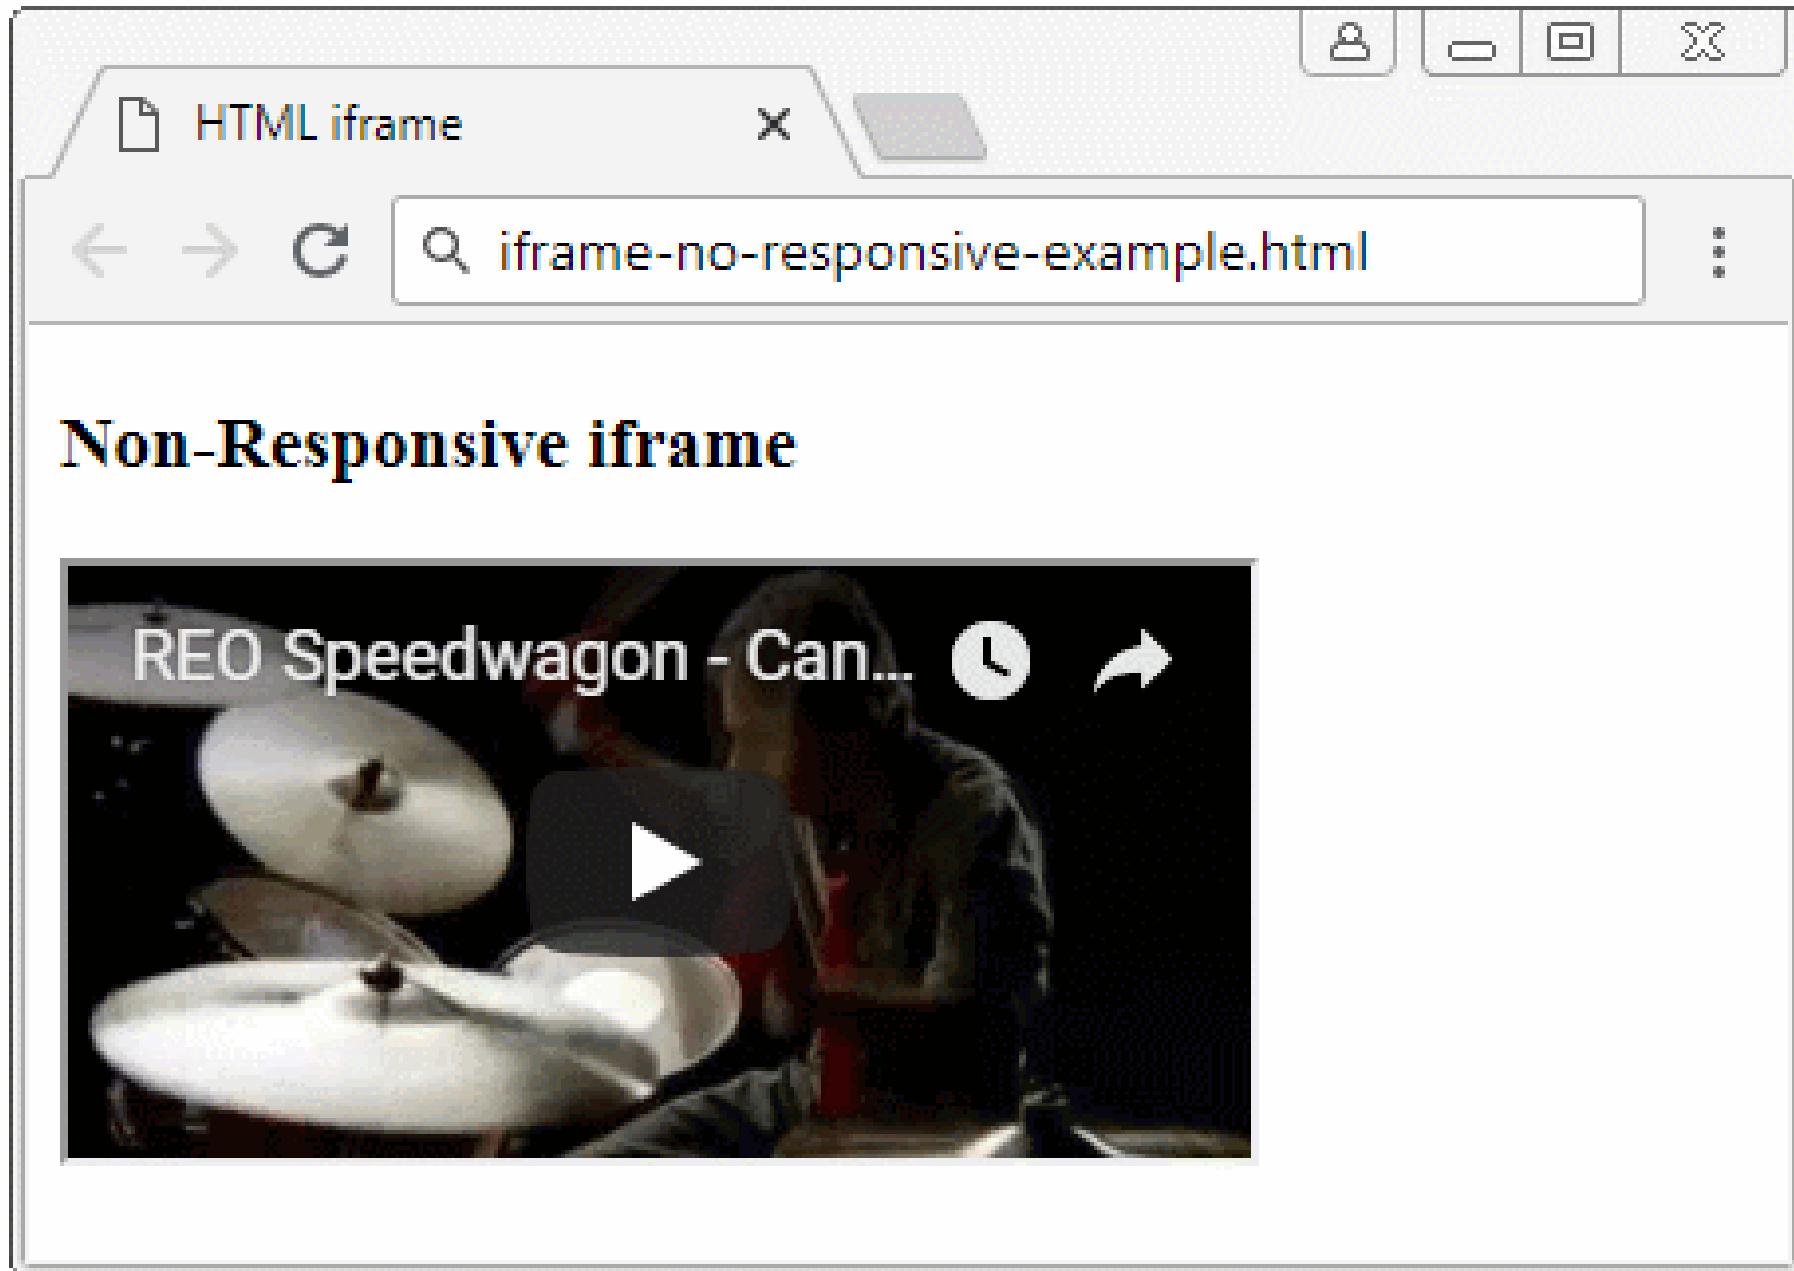 HTML iframe
iframe-no-responsive-example.html
Non-Responsive iframe
REO Speedwagon - Can...